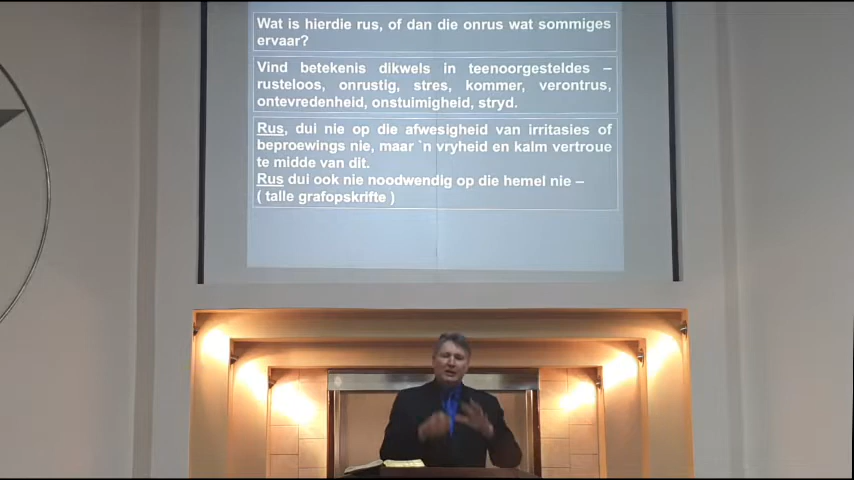 Wat is hierdie rus, of dan die onrus wat sommiges
ervaar?
Vind betekenis dikwels in teenoorgesteldes –
rusteloos, onrustig, stres, kommer, verontrus,
ontevredenheid, onstuimigheid, stryd.
Rus, dui nie op die afwesigheid van irritasies of
beproewings nie, maar `n vryheid en kalm vertroue
te midde van dit.
Rus dui ook nie noodwendig op die hemel nie –
( talle grafopskrifte )